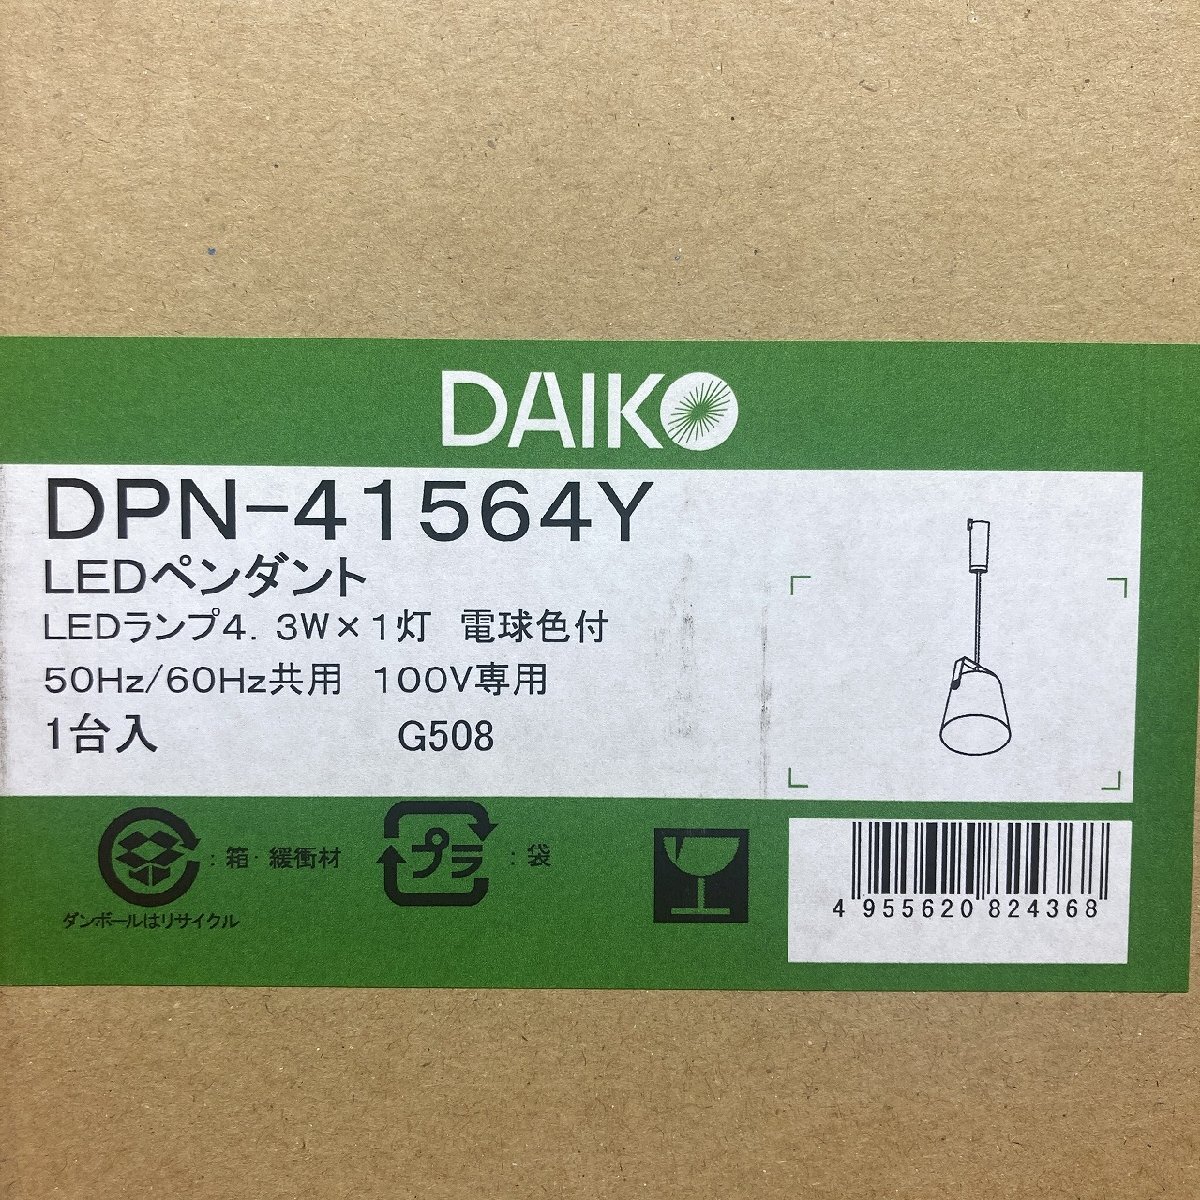 DAIKO
DPN-41564Y
LEDペンダント
LEDランプ4.3W×1灯 電球色付
50Hz/60Hz共用 100V専用
1台入 G508
：箱・緩衝材
プラ ：袋
ダンボールはリサイクル
4 955620 824368